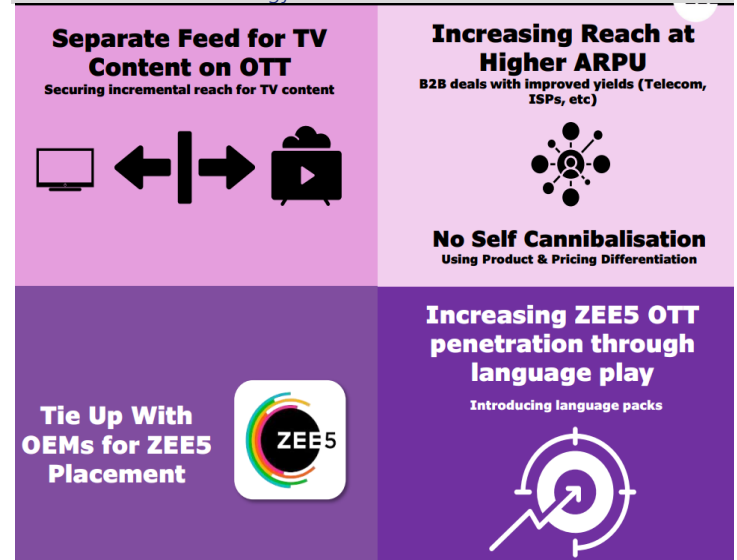 Separate Feed for TV
Content on OTT
Securing incremental reach for TV content
Increasing Reach at
Higher ARPU
B2B deals with improved yields (Telecom,
ISPs, etc)
No Self Cannibalisation
Using Product & Pricing Differentiation
Tie Up With
OEMs for ZEE5
Placement
ZEE5
Increasing ZEE5 OTT
penetration through
language play
Introducing language packs